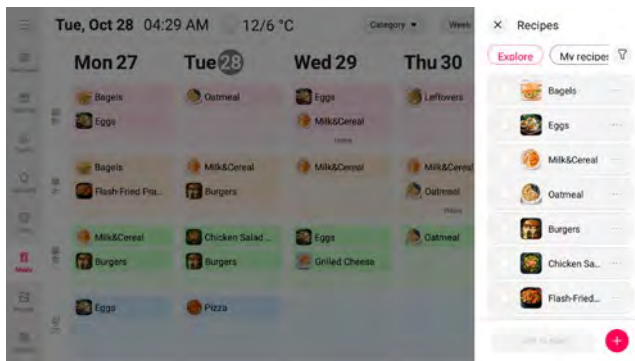 Tue, Oct 28 04:29 AM 12/6 °C Category Week
Mon 27 Tue 28 Wed 29 Thu 30
Bagels Oatmeal Eggs Leftovers
Eggs Milk&Cereal
Bagels Milk&Cereal Milk&Cereal Milk&Cereal
Flash-Fried Pra... Burgers Oatmeal
Milk&Cereal Chicken Salad ... Eggs Oatmeal
Burgers Burgers Grilled Cheese
Eggs Pizza
Meals
× Recipes
Explore My recipes
Bagels ...
Eggs ...
Milk&Cereal ...
Oatmeal ...
Burgers ...
Chicken Sa... ...
Flash-Fried... ...
+